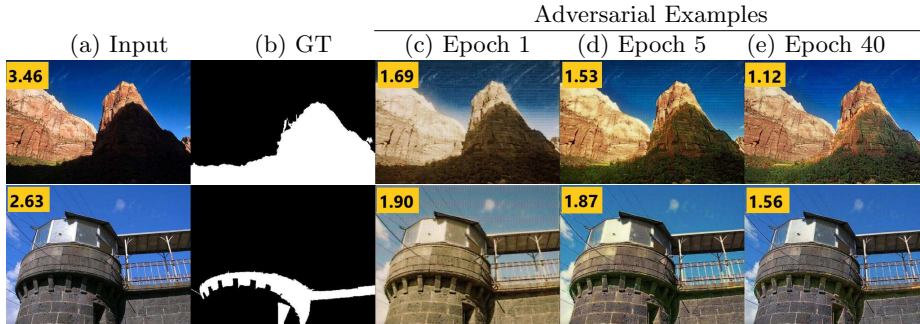 Adversarial Examples
(a) Input (b) GT (c) Epoch 1 (d) Epoch 5 (e) Epoch 40
3.46 1.69 1.53 1.12
2.63 1.90 1.87 1.56